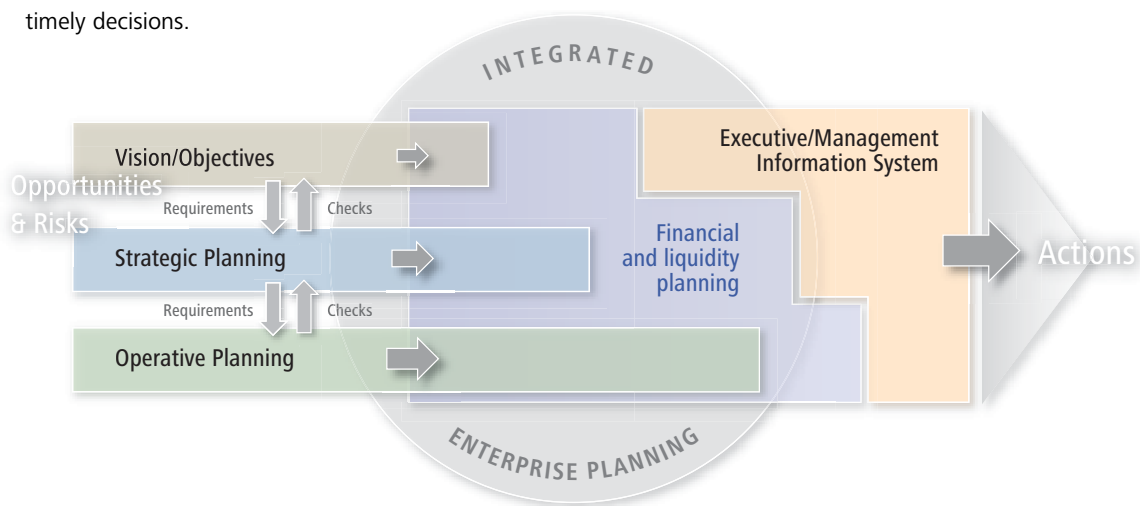 timely decisions.
INTEGRATED
Vision/Objectives
Executive/Management
Information System
Opportunities
& Risks
Requirements
Checks
Strategic Planning
Financial
and liquidity
planning
Actions
Requirements
Checks
Operative Planning
ENTERPRISE PLANNING